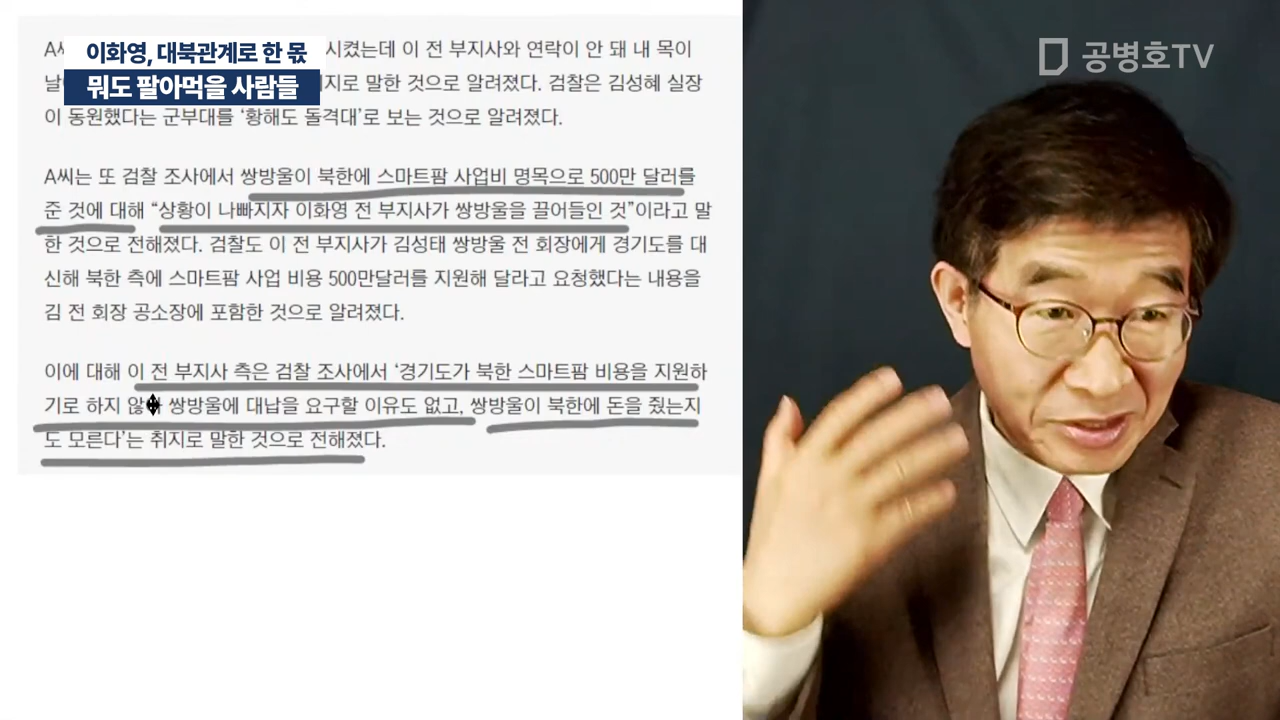 이화영, 대북관계로 한 몫
뭐도 팔아먹을 사람들
공병호TV
A씨 시켰는데 이 전 부지사와 연락이 안 돼 내 목이
지로 말한 것으로 알려졌다. 검찰은 김성혜 실장
이 동원했다는 군부대를 ‘황해도 돌격대’로 보는 것으로 알려졌다.
A씨는 또 검찰 조사에서 쌍방울이 북한에 스마트팜 사업비 명목으로 500만 달러를
준 것에 대해 “상황이 나빠지자 이화영 전 부지사가 쌍방울을 끌어들인 것”이라고 말
한 것으로 전해졌다. 검찰도 이 전 부지사가 김성태 쌍방울 전 회장에게 경기도를 대
신해 북한 측에 스마트팜 사업 비용 500만달러를 지원해 달라고 요청했다는 내용을
김 전 회장 공소장에 포함한 것으로 알려졌다.
이에 대해 이 전 부지사 측은 검찰 조사에서 ‘경기도가 북한 스마트팜 비용을 지원하
기로 하지 않 쌍방울에 대납을 요구할 이유도 없고, 쌍방울이 북한에 돈을 줬는지
도 모른다’는 취지로 말한 것으로 전해졌다.